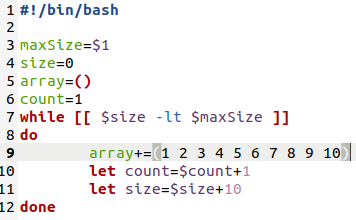 1 #!/bin/bash
2
3 maxSize=$1
4 size=0
5 array=()
6 count=1
7 while [[ $size -lt $maxSize ]]
8 do
9         array+=(1 2 3 4 5 6 7 8 9 10)
10         let count=$count+1
11         let size=$size+10
12 done